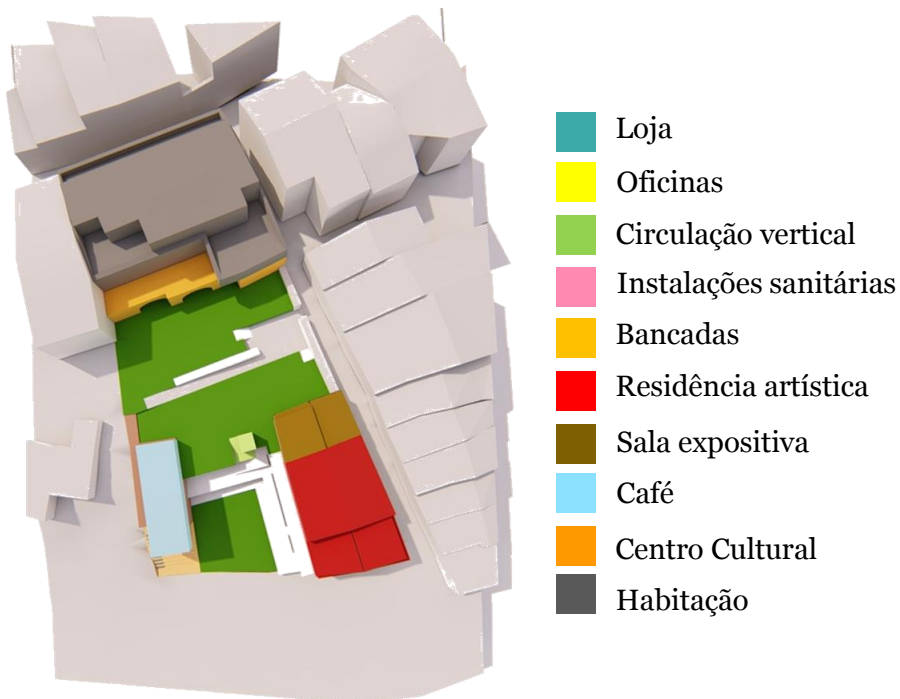 Loja
Oficinas
Circulação vertical
Instalações sanitárias
Bancadas
Residência artística
Sala expositiva
Café
Centro Cultural
Habitação